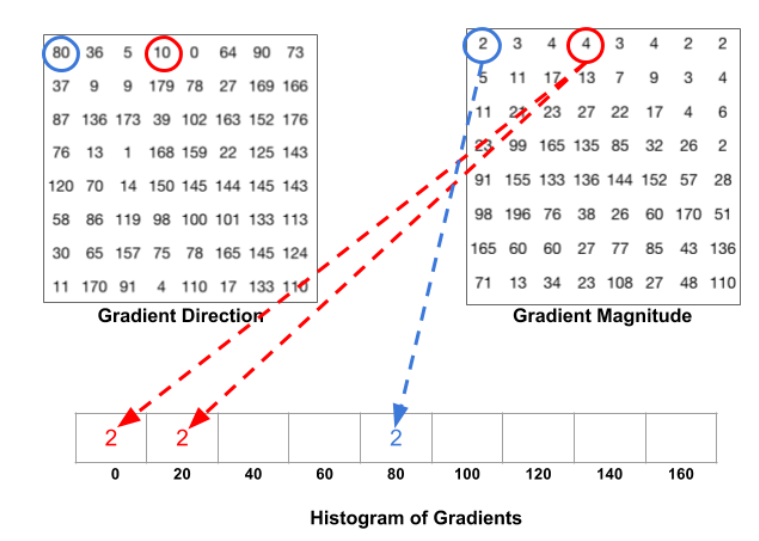 80 36 5 10 0 64 90 73
37 9 9 179 78 27 169 166
87 136 173 39 102 163 152 176
76 13 1 168 159 22 125 143
120 70 14 150 145 144 145 143
58 86 119 98 100 101 133 113
30 65 157 75 78 165 145 124
11 170 91 4 110 17 133 110
Gradient Direction
2 3 4 4 3 4 2 2
5 11 17 13 7 9 3 4
11 21 23 27 22 17 4 6
23 99 165 135 85 32 26 2
91 155 133 136 144 152 57 28
98 196 76 38 26 60 170 51
165 60 60 27 77 85 43 136
71 13 34 23 108 27 48 110
Gradient Magnitude
2 2 2
0 20 40 60 80 100 120 140 160
Histogram of Gradients